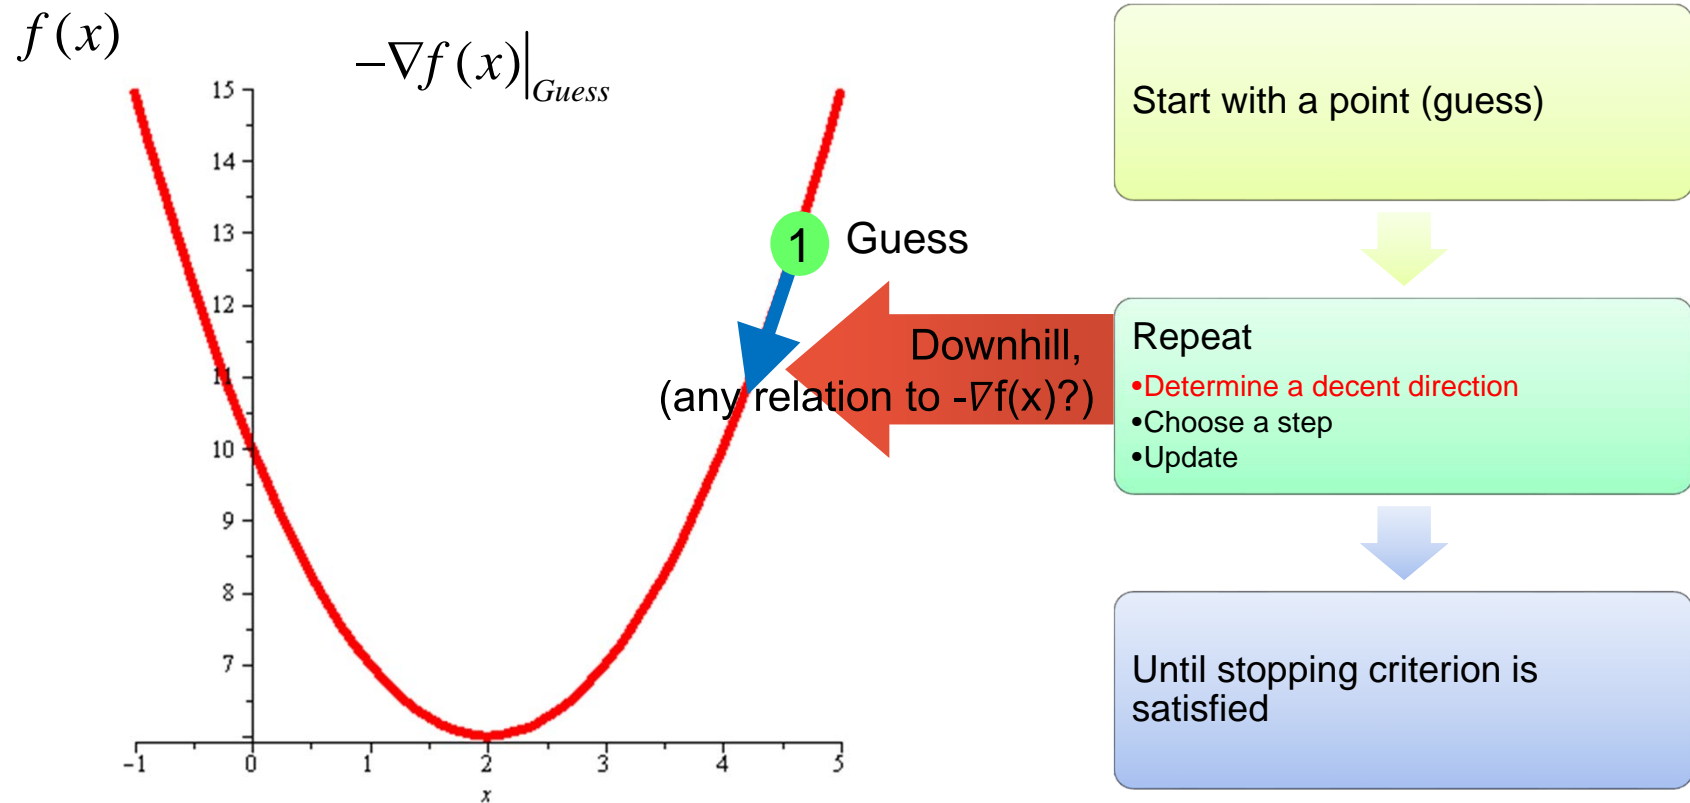 f(x)
−∇f(x)|Guess
15
14
13
12
11
10
9
8
7
-1 0 1 2 3 4 5
x
1 Guess
Downhill,
(any relation to -∇f(x)?)
Start with a point (guess)
Repeat
•Determine a decent direction
•Choose a step
•Update
Until stopping criterion is
satisfied